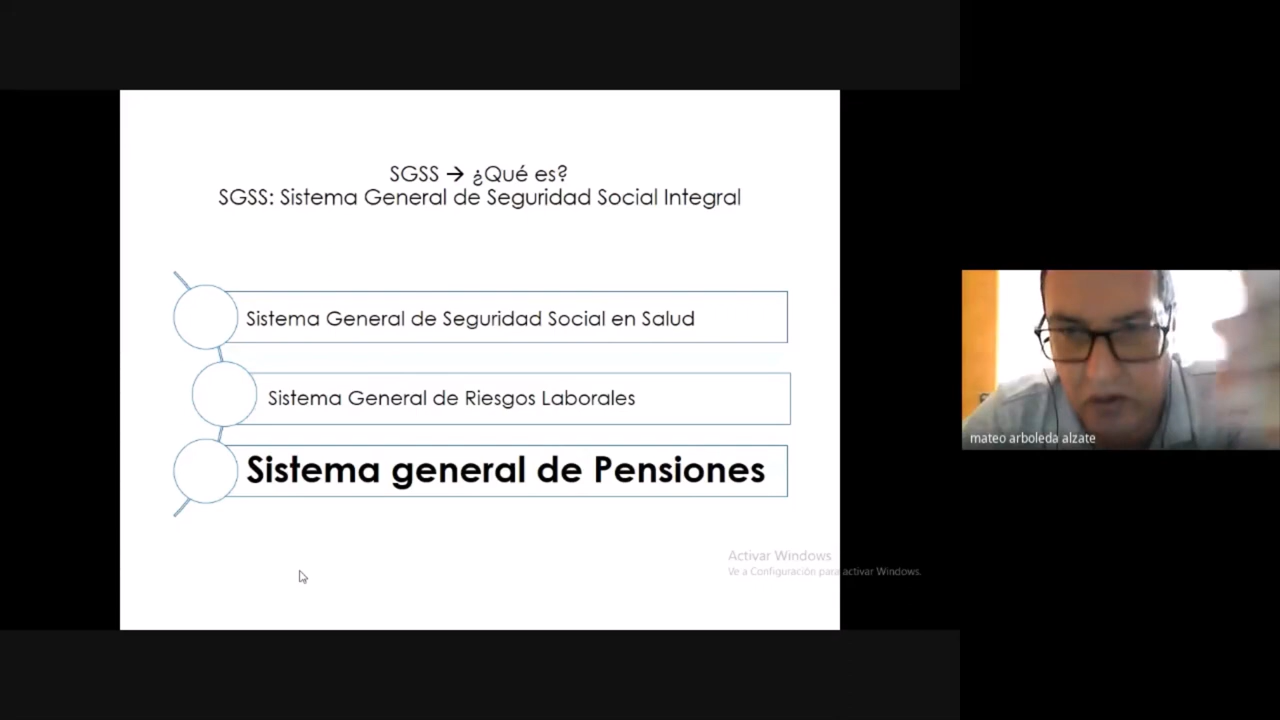 SGSS → ¿Qué es?
SGSS: Sistema General de Seguridad Social Integral
Sistema General de Seguridad Social en Salud
Sistema General de Riesgos Laborales
Sistema general de Pensiones
Activar Windows
Ve a Configuración para activar Windows.
mateo arboleda alzate